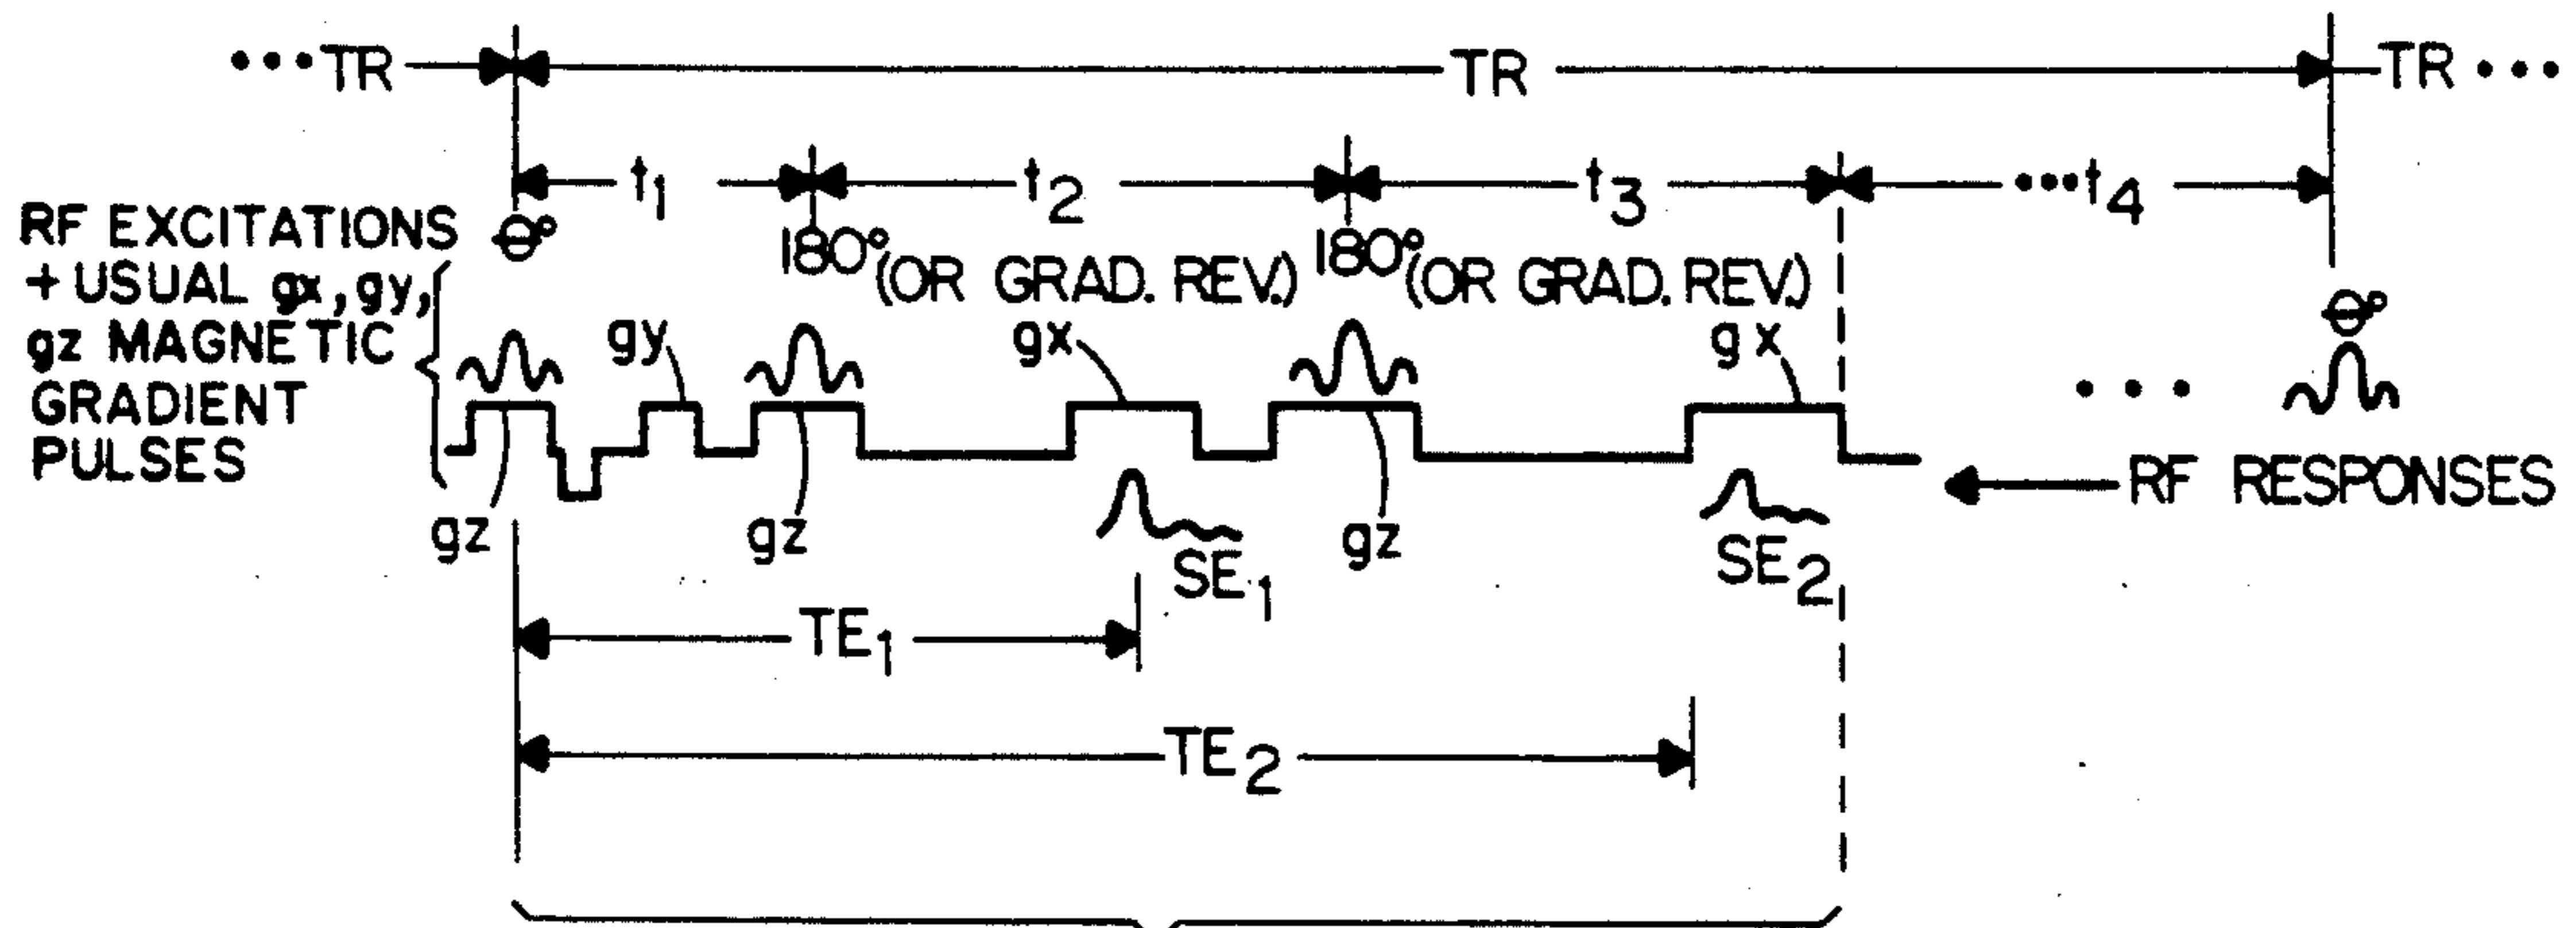 •••TR TR TR•••
t1 t2 t3 •••t4
RF EXCITATIONS
+ USUAL gx, gy,
gz MAGNETIC
GRADIENT
PULSES
θ° 180° (OR GRAD. REV.) 180° (OR GRAD. REV.) θ°
gy gx gx • • •
gz gz gz
RF RESPONSES
SE1 SE2
TE1
TE2